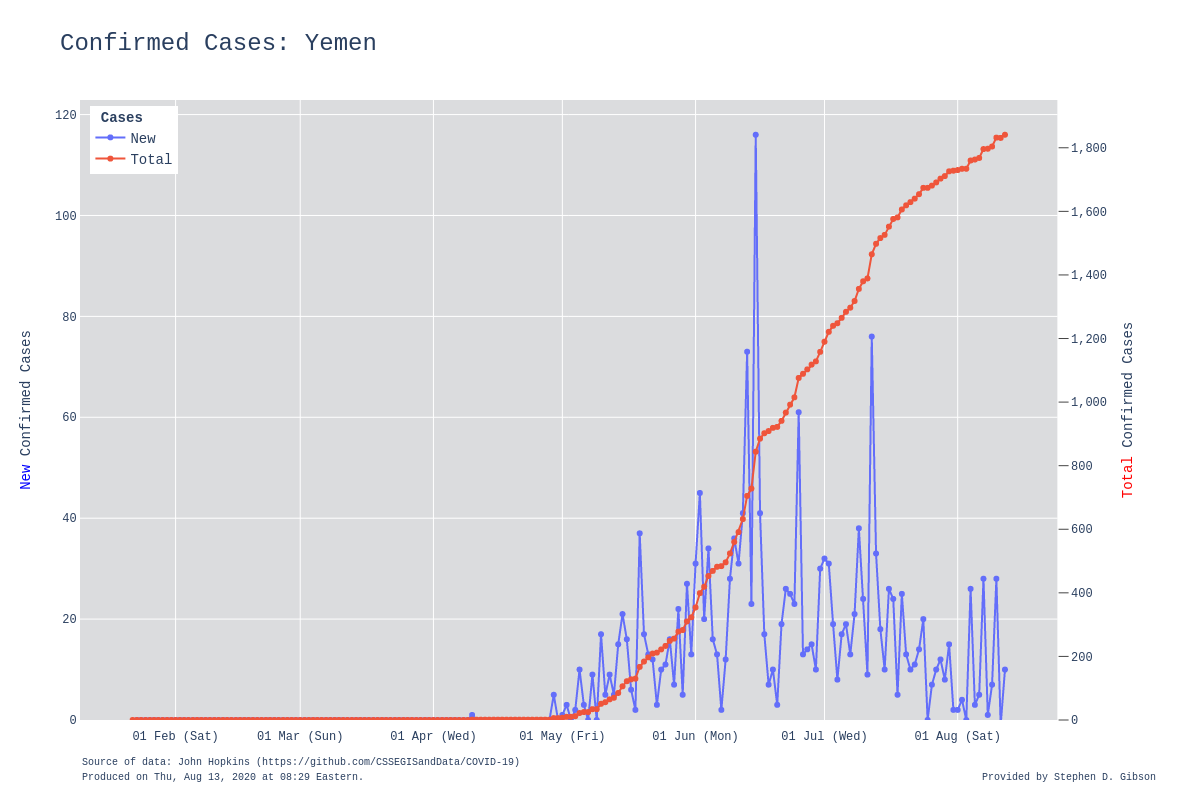 Confirmed Cases: Yemen
Cases
New
Total
120
100
80
60
40
20
0
1,800
1,600
1,400
1,200
1,000
800
600
400
200
0
New Confirmed Cases
Total Confirmed Cases
01 Feb (Sat) 01 Mar (Sun) 01 Apr (Wed) 01 May (Fri) 01 Jun (Mon) 01 Jul (Wed) 01 Aug (Sat)
Source of data: John Hopkins (https://github.com/CSSEGISandData/COVID-19)
Produced on Thu, Aug 13, 2020 at 08:29 Eastern.
Provided by Stephen D. Gibson